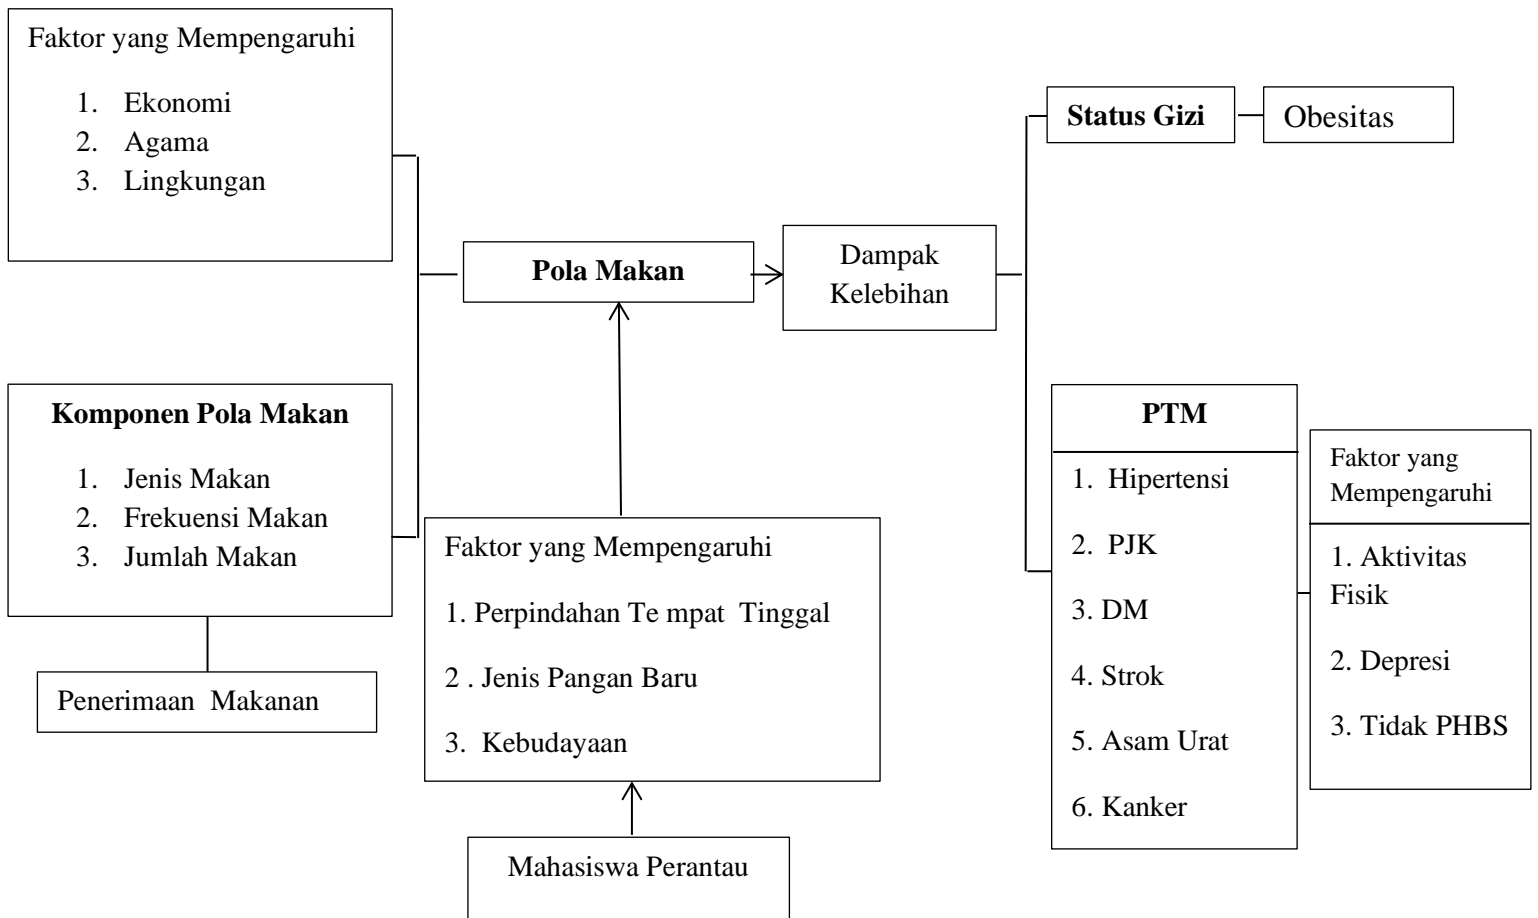 Faktor yang Mempengaruhi
1. Ekonomi
2. Agama
3. Lingkungan
Komponen Pola Makan
1. Jenis Makan
2. Frekuensi Makan
3. Jumlah Makan
Penerimaan Makanan
Pola Makan
Faktor yang Mempengaruhi
1. Perpindahan Te mpat Tinggal
2 . Jenis Pangan Baru
3. Kebudayaan
Mahasiswa Perantau
Dampak
Kelebihan
Status Gizi
Obesitas
PTM
1. Hipertensi
2. PJK
3. DM
4. Strok
5. Asam Urat
6. Kanker
Faktor yang
Mempengaruhi
1. Aktivitas
Fisik
2. Depresi
3. Tidak PHBS